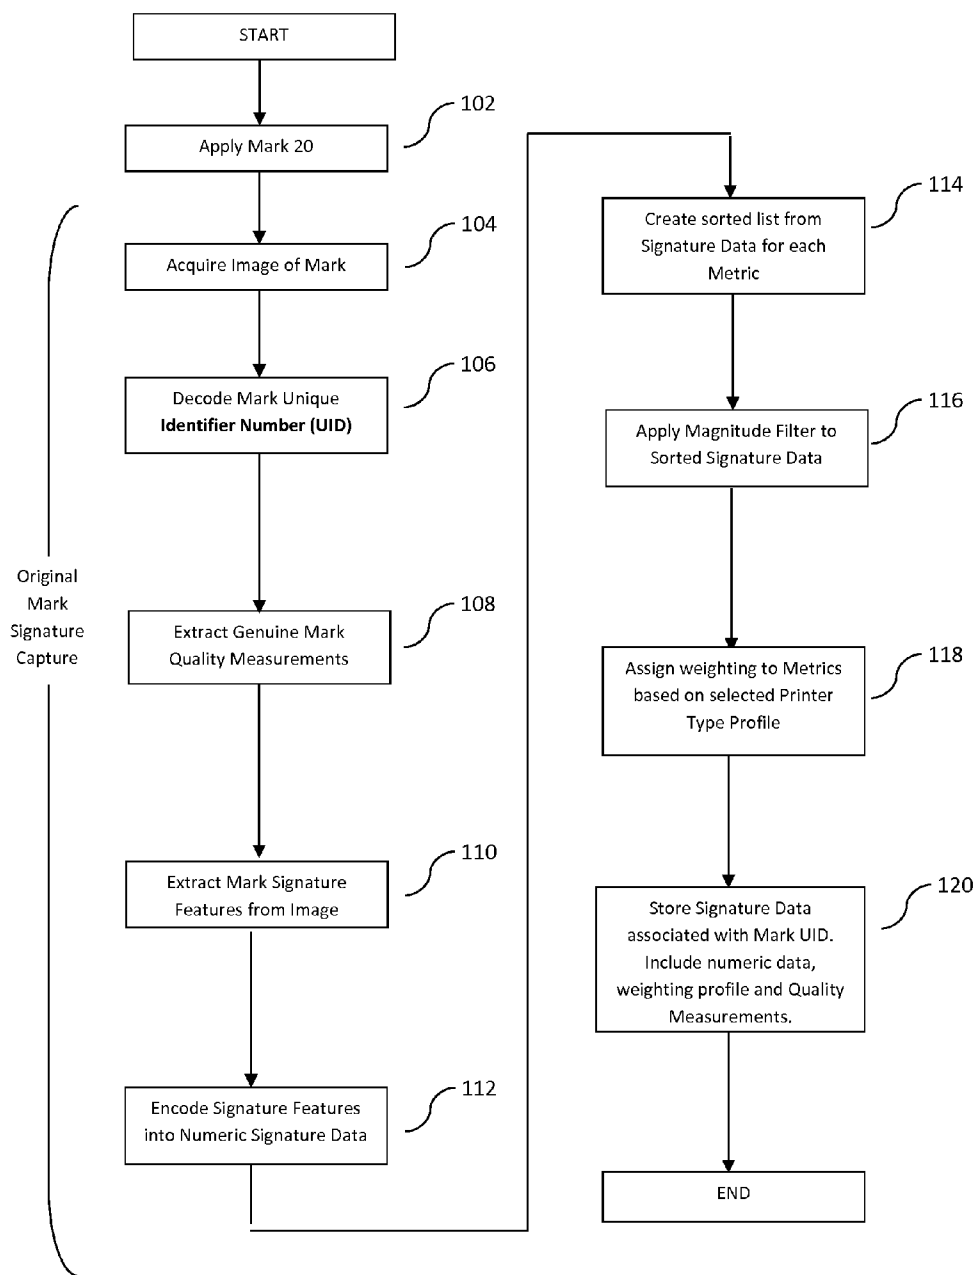 START
102
Apply Mark 20
104
Acquire Image of Mark
106
Decode Mark Unique
Identifier Number (UID)
Original
Mark
Signature
Capture
108
Extract Genuine Mark
Quality Measurements
110
Extract Mark Signature
Features from Image
112
Encode Signature Features
into Numeric Signature Data
114
Create sorted list from
Signature Data for each
Metric
116
Apply Magnitude Filter to
Sorted Signature Data
118
Assign weighting to Metrics
based on selected Printer
Type Profile
120
Store Signature Data
associated with Mark UID.
Include numeric data,
weighting profile and Quality
Measurements.
END